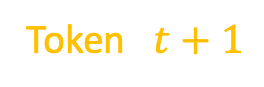 Token t + 1